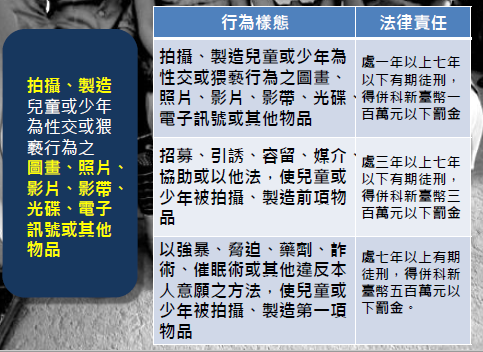 拍攝、製造
兒童或少年
為性交或猥
褻行為之
圖畫、照片、
影片、影帶、
光碟、電子
訊號或其他
物品
行為樣態
法律責任
拍攝、製造兒童或少年為
性交或猥褻行為之圖畫、
照片、影片、影帶、光碟、
電子訊號或其他物品
處一年以上七年
以下有期徒刑，
得併科新臺幣一
百萬元以下罰金
招募、引誘、容留、媒介、
協助或以他法，使兒童或
少年被拍攝、製造前項物
品
處三年以上七年
以下有期徒刑，
得併科新臺幣三
百萬元以下罰金
以強暴、脅迫、藥劑、詐
術、催眠術或其他違反本
人意願之方法，使兒童或
少年被拍攝、製造第一項
物品
處七年以上有期
徒刑，得併科新
臺幣五百萬元以
下罰金。